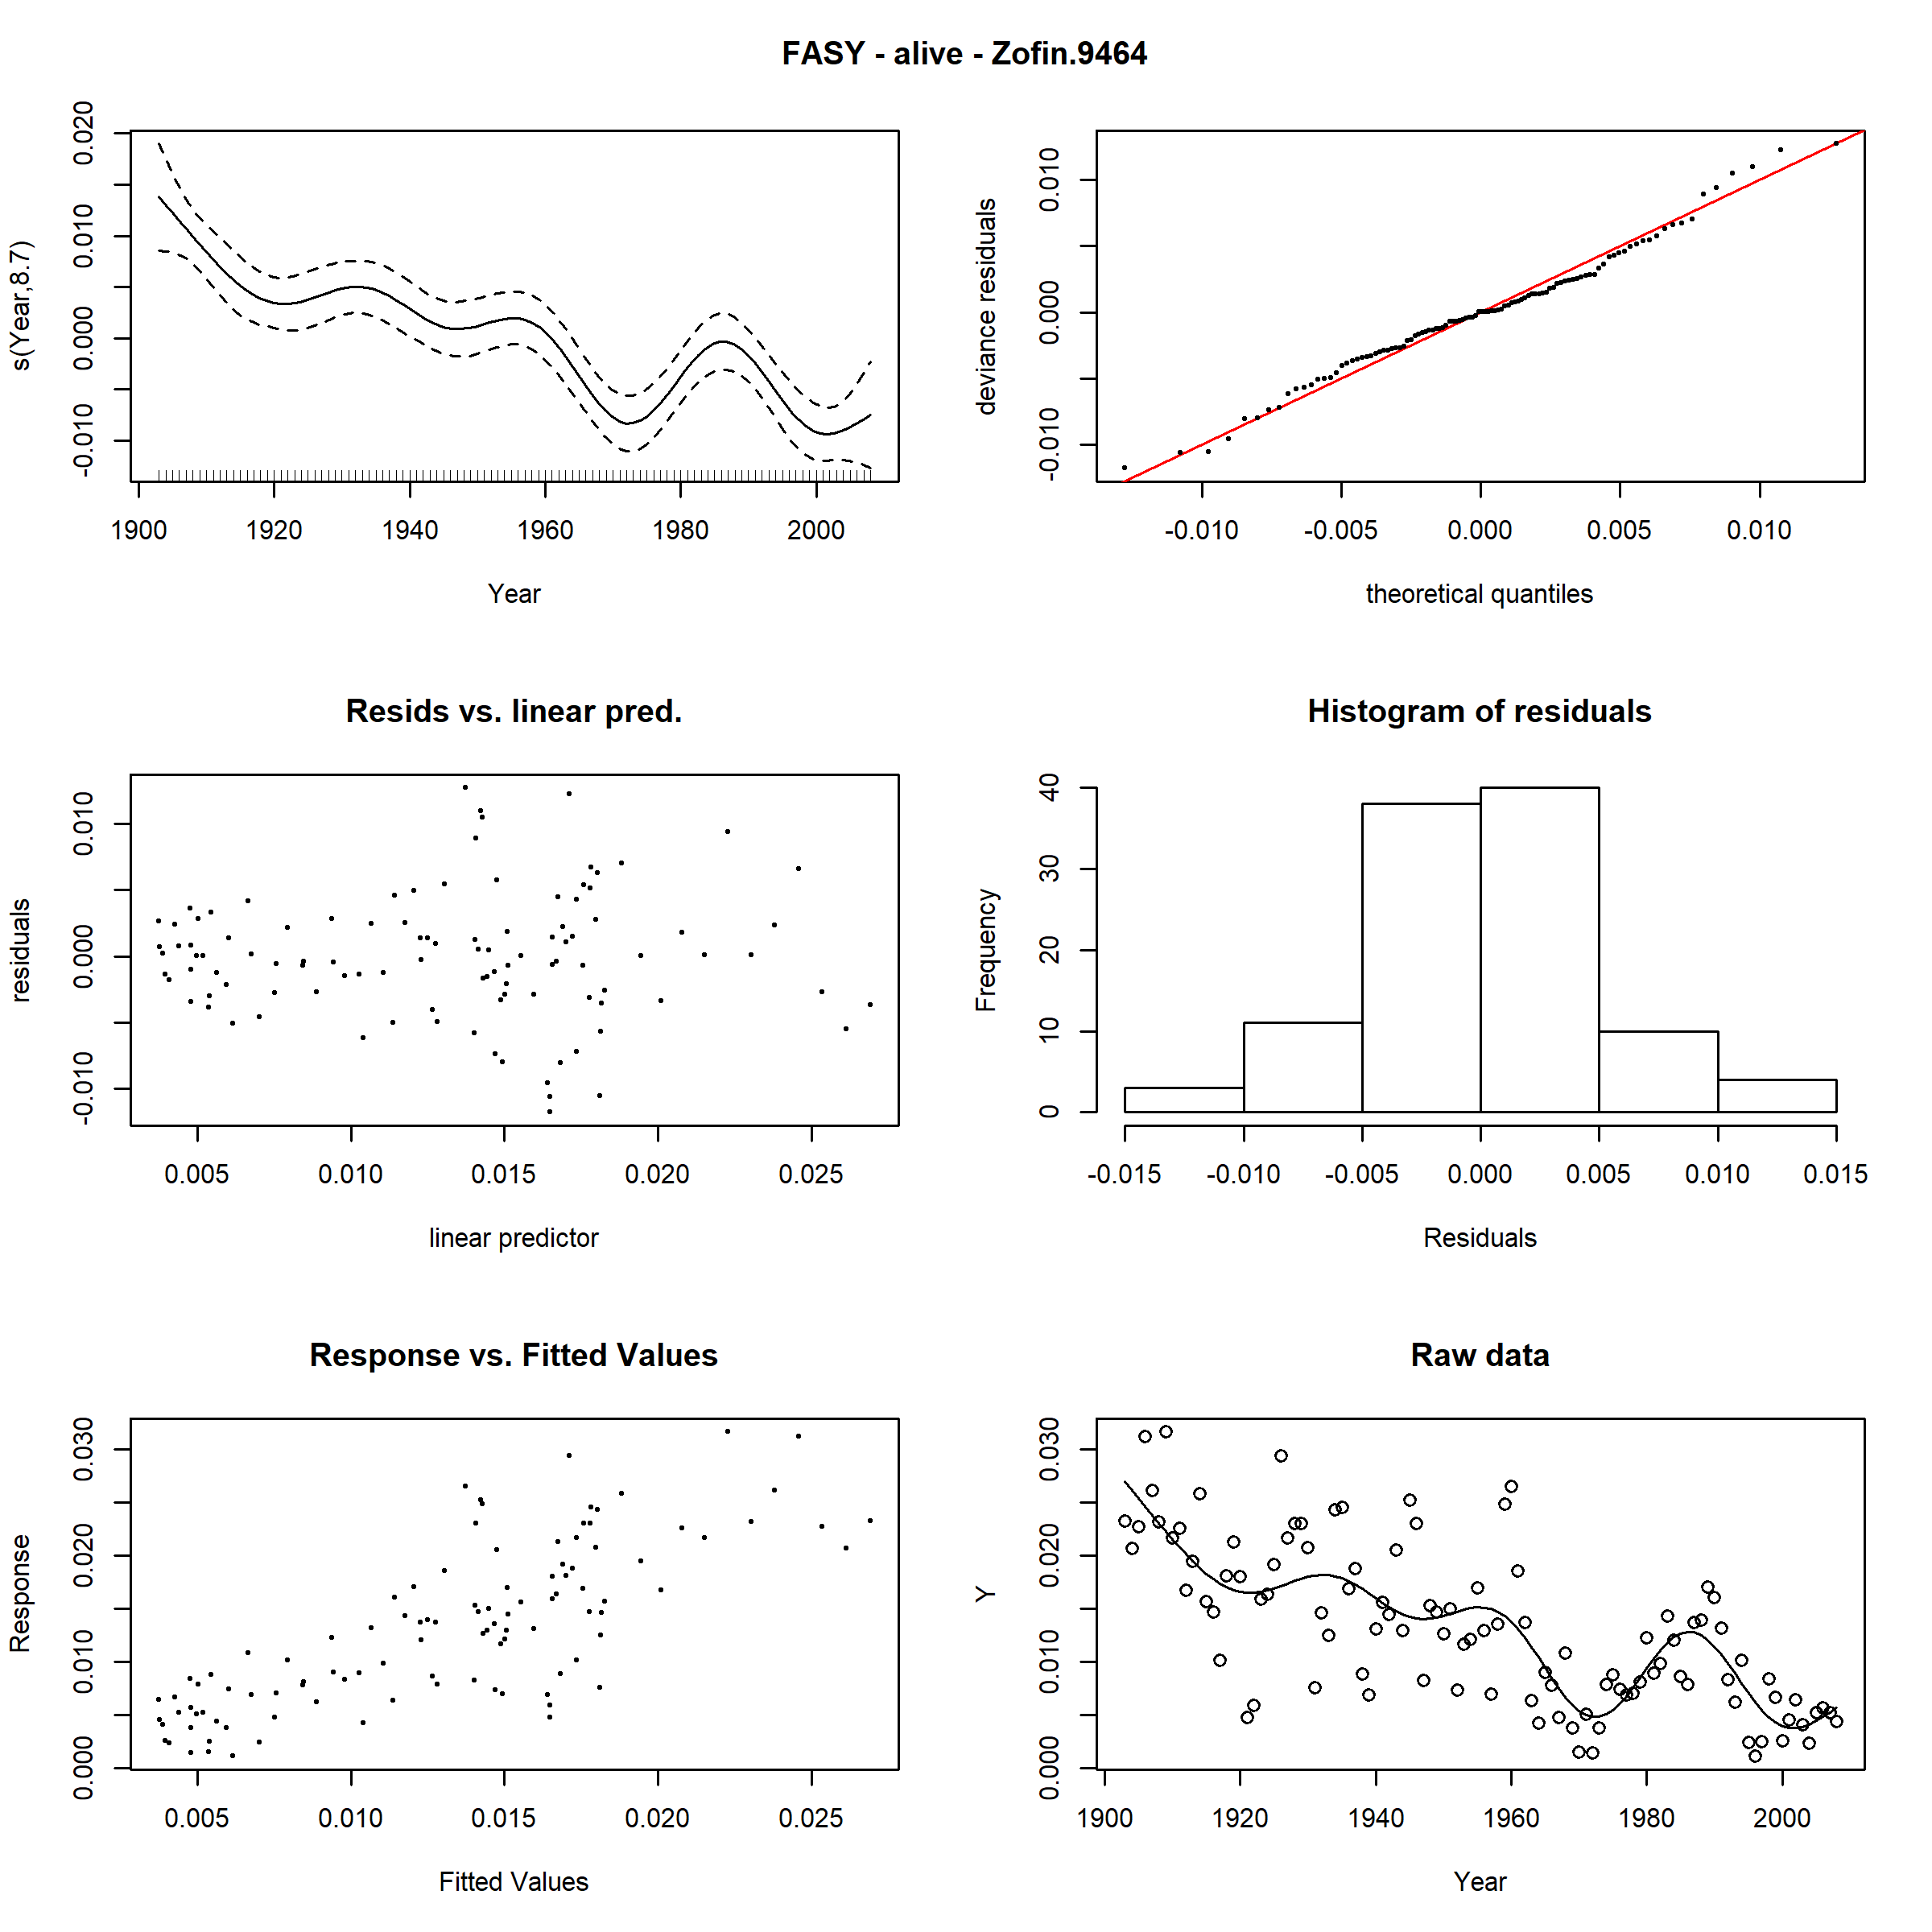 FASY - alive - Zofin.9464
s(Year,8.7)
-0.010 0.000 0.010 0.020
1900 1920 1940 1960 1980 2000
Year
deviance residuals
-0.010 0.000 0.010
-0.010 -0.005 0.000 0.005 0.010
theoretical quantiles
Resids vs. linear pred.
residuals
-0.010 0.000 0.010
0.005 0.010 0.015 0.020 0.025
linear predictor
Histogram of residuals
Frequency
0 10 30 40
-0.015 -0.010 -0.005 0.000 0.005 0.010 0.015
Residuals
Response vs. Fitted Values
Response
0.000 0.010 0.020 0.030
0.005 0.010 0.015 0.020 0.025
Fitted Values
Raw data
Y
0.000 0.010 0.020 0.030
1900 1920 1940 1960 1980 2000
Year